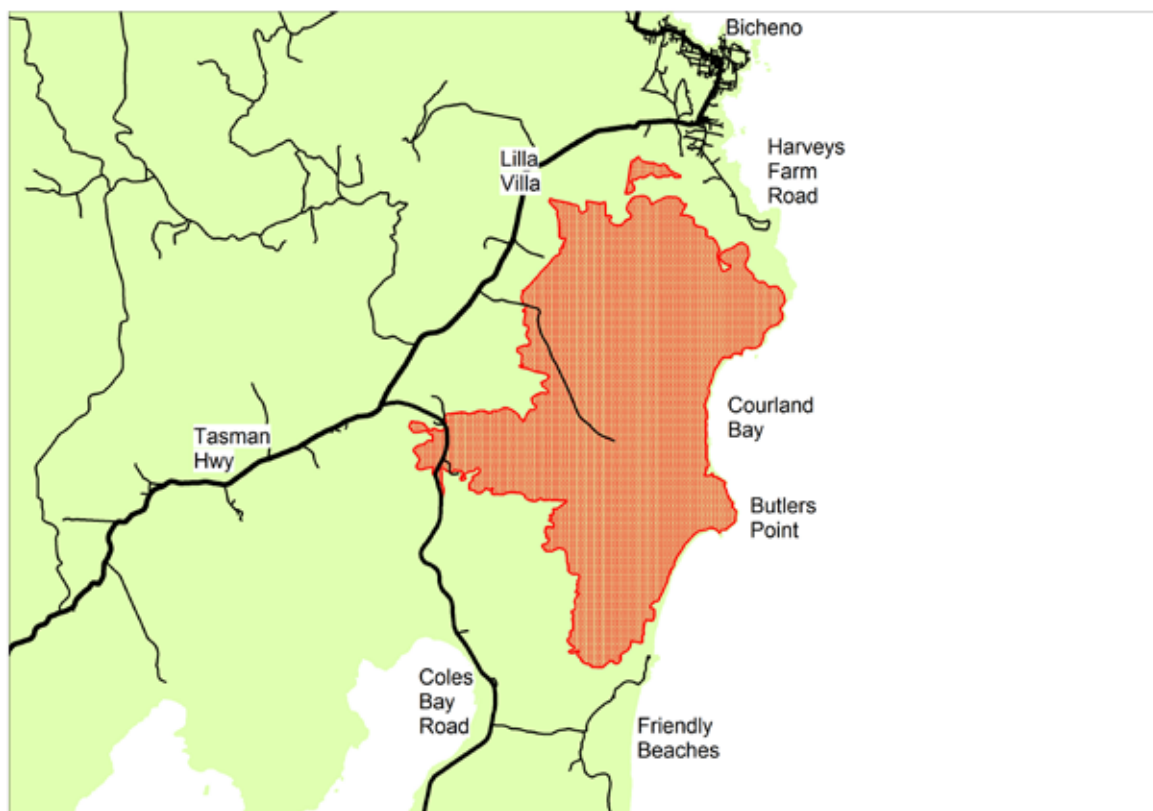 Bicheno
Harveys
Farm
Road
Lilla
Villa
Courland
Bay
Tasman
Hwy
Butlers
Point
Coles
Bay
Road
Friendly
Beaches